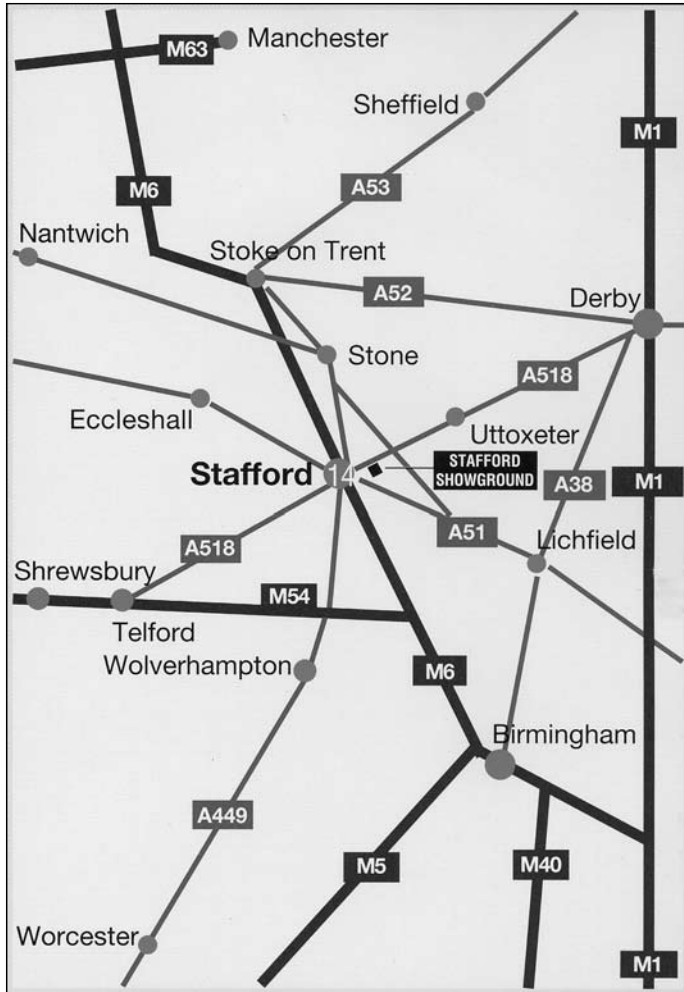 Manchester
M63
Sheffield
M1
A53
M6
Nantwich
Stoke on Trent
A52
Derby
Stone
A518
Eccleshall
Uttoxeter
Stafford
14
STAFFORD
SHOWGROUND
A38
M1
A51
A518
Lichfield
Shrewsbury
M54
Telford
Wolverhampton
M6
Birmingham
A449
M5
M40
Worcester
M1